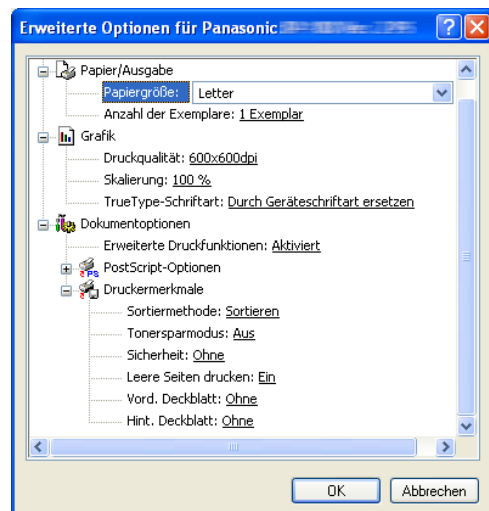 Erweiterte Optionen für Panasonic
Papier/Ausgabe
Papiergröße: Letter
Anzahl der Exemplare: 1 Exemplar
Grafik
Druckqualität: 600x600dpi
Skalierung: 100 %
TrueType-Schriftart: Durch Geräteschriftart ersetzen
Dokumentoptionen
Erweiterte Druckfunktionen: Aktiviert
PostScript-Optionen
Druckermerkmale
Sortiermethode: Sortieren
Tonersparmodus: Aus
Sicherheit: Ohne
Leere Seiten drucken: Ein
Vord. Deckblatt: Ohne
Hint. Deckblatt: Ohne
OK Abbrechen